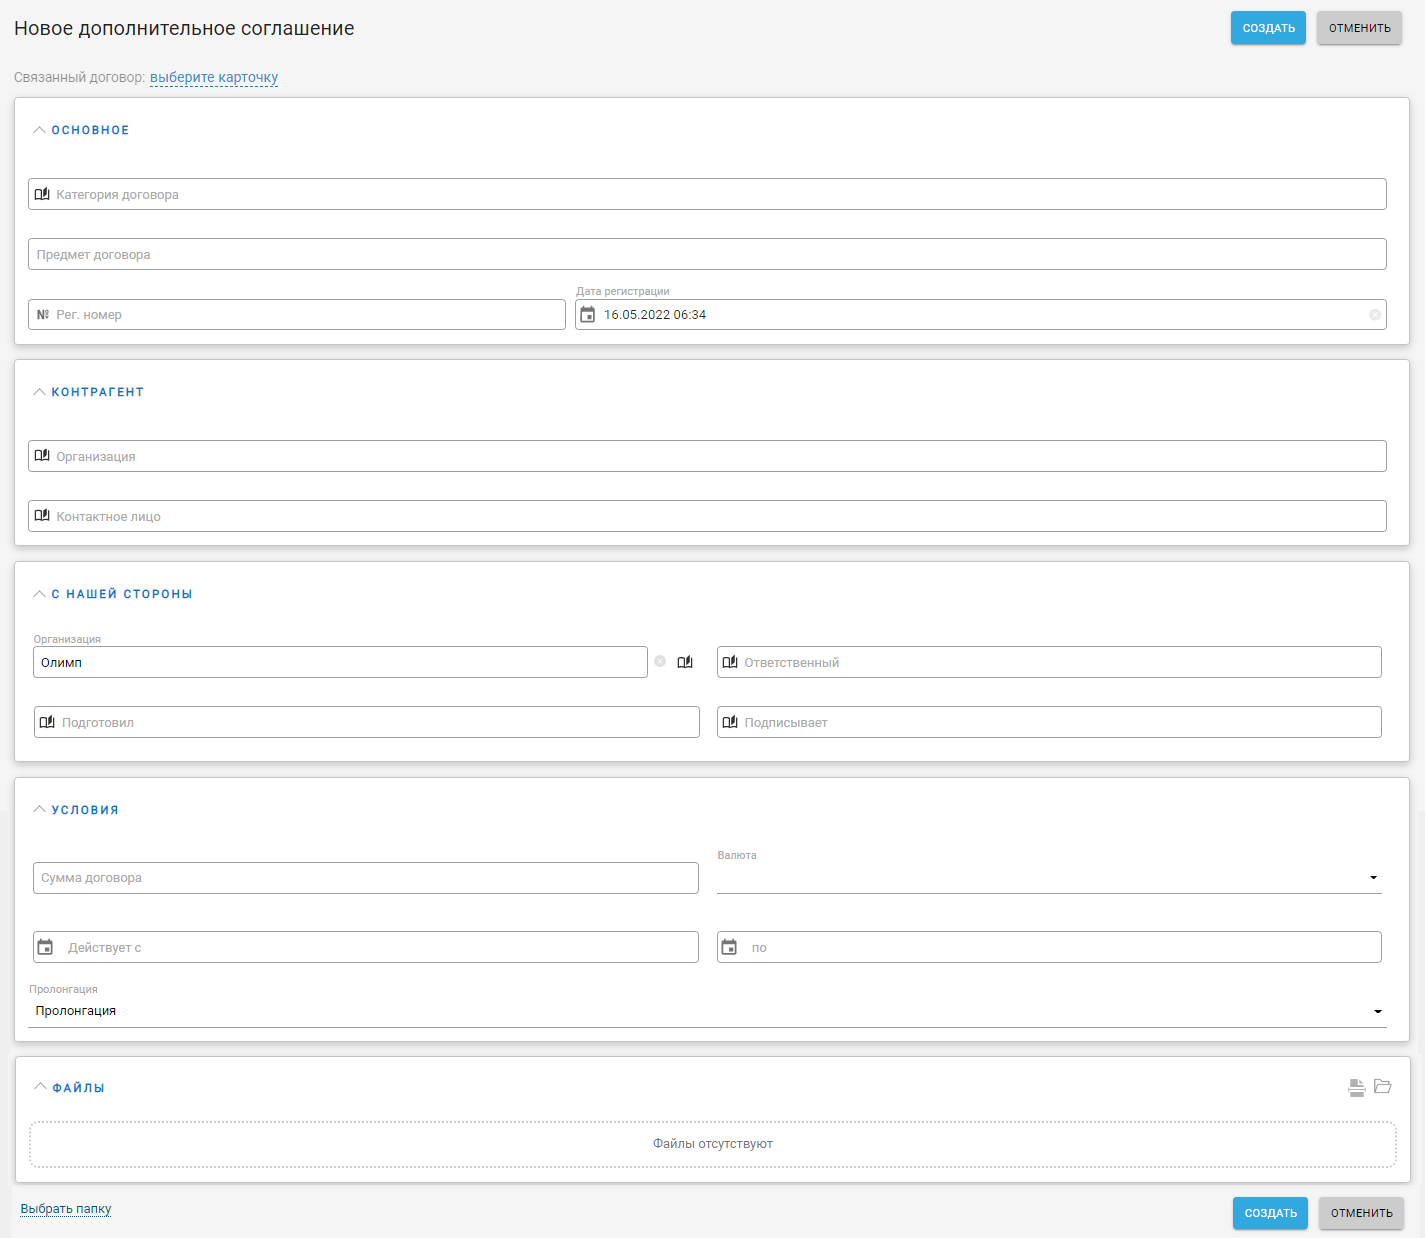 Новое дополнительное соглашение
СОЗДАТЬ ОТМЕНИТЬ
Связанный договор: выберите карточку
ОСНОВНОЕ
Категория договора
Предмет договора
Дата регистрации
№ Рег. номер 16.05.2022 06:34
КОНТРАГЕНТ
Организация
Контактное лицо
С НАШЕЙ СТОРОНЫ
Организация
Олимп Ответственный
Подготовил Подписывает
УСЛОВИЯ
Валюта
Сумма договора
Действует с по
Пролонгация
Пролонгация
ФАЙЛЫ
Файлы отсутствуют
Выбрать папку СОЗДАТЬ ОТМЕНИТЬ